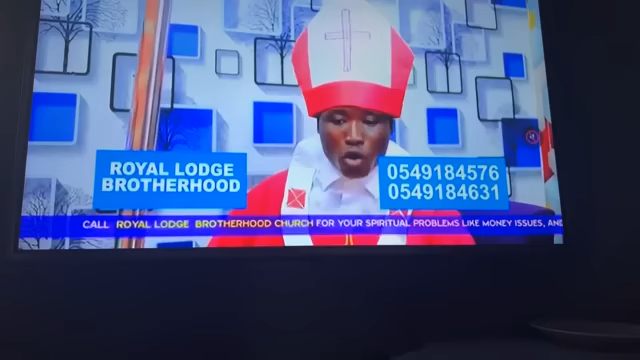 ROYAL LODGE
BROTHERHOOD
0549184576
0549184631
CALL ROYAL LODGE BROTHERHOOD CHURCH FOR YOUR SPIRITUAL PROBLEMS LIKE MONEY ISSUES, AND